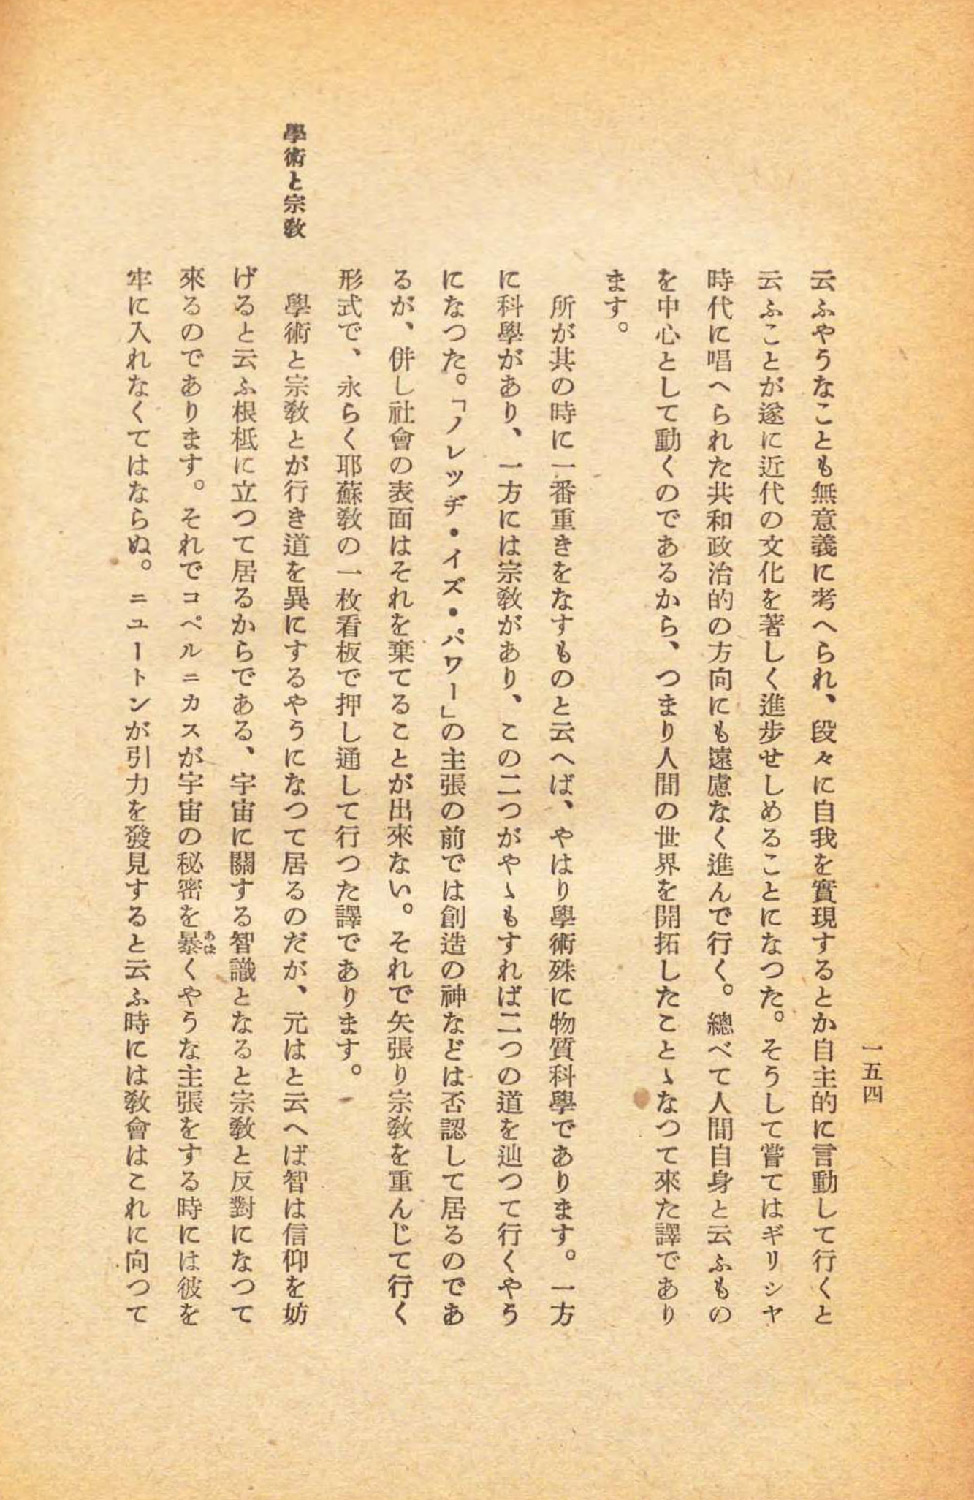 一五四
云ふやうなことも無意義に考へられ、段々に自我を實現するとか自主的に言動して行くと
云ふことが遂に近代の文化を著しく進步せしめることになつた。そうして嘗てはギリシヤ
時代に唱へられた共和政治的の方向にも遠慮なく進んで行く。總べて人間自身と云ふもの
を中心として動くのであるから、つまり人間の世界を開拓したことゝなつて來た譯であり
ます。
所が其の時に一番重きをなすものと云へば、やはり學術殊に物質科學であります。一方
に科學があり、一方には宗敎があり、この二つがやゝもすれば二つの道を辿つて行くやう
になつた。「ノレッヂ・イズ・パワー」の主張の前では創造の神などは否認して居るのであ
るが、併し社會の表面はそれを棄てることが出來ない。それで矢張り宗敎を重んじて行く
形式で、永らく耶蘇敎の一枚看板で押し通して行つた譯であります。
學術と宗敎
學術と宗敎とが行き道を異にするやうになつて居るのだが、元はと云へば智は信仰を妨
げると云ふ根柢に立つて居るからである、宇宙に關する智識となると宗敎と反對になつて
來るのであります。それでコペルニカスが宇宙の秘密を暴くやうな主張をする時には彼を
あば
牢に入れなくてはならぬ。ニュートンが引力を發見すると云ふ時には敎會はこれに向つて